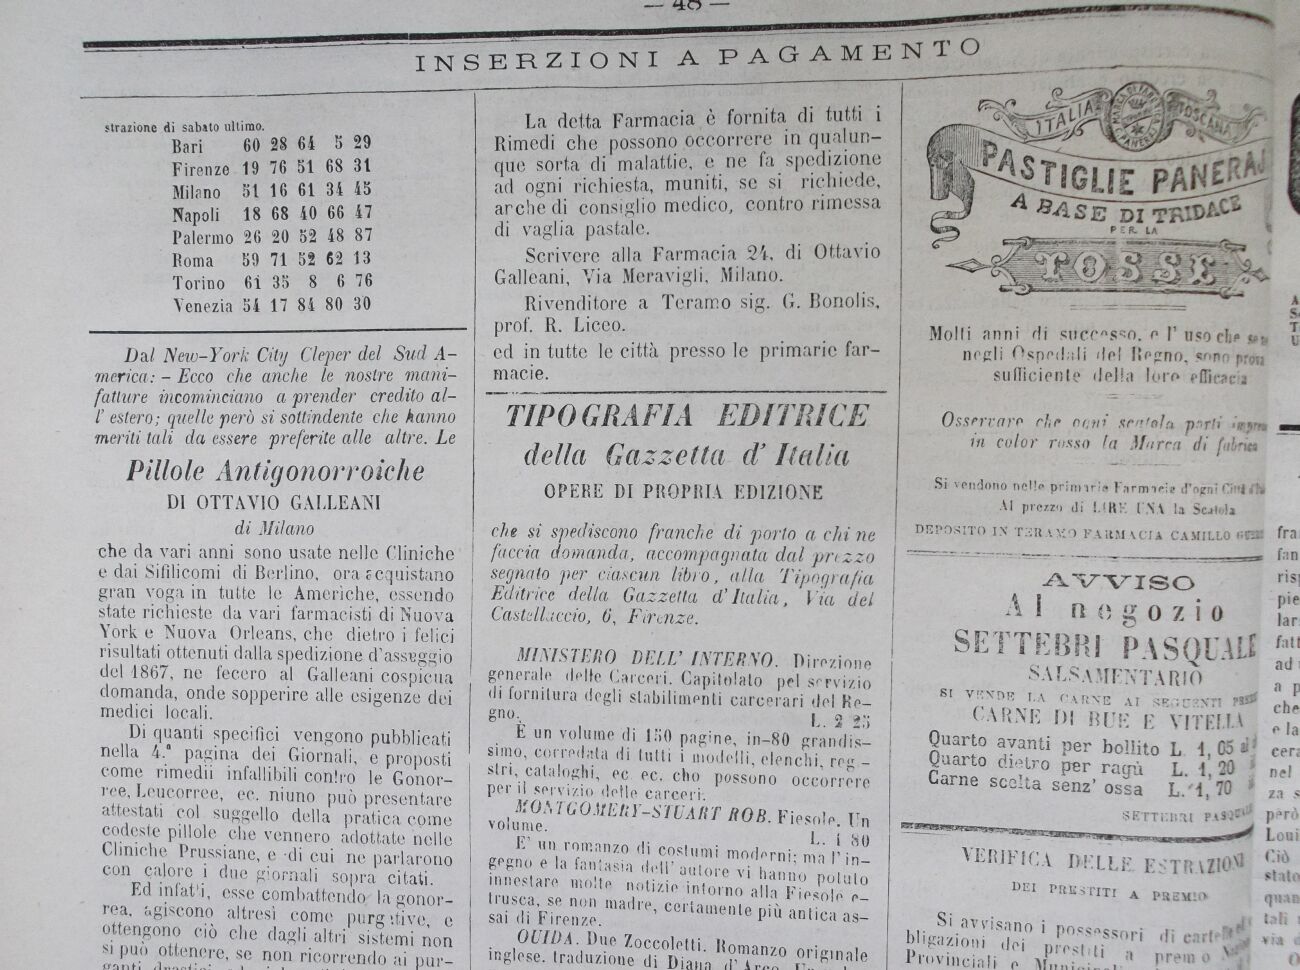 — 48 —
INSERZIONI A PAGAMENTO
strazione di sabato ultimo.
Bari 60 28 64 5 29
Firenze 19 76 51 68 31
Milano 51 16 61 34 45
Napoli 18 68 40 66 47
Palermo 26 20 52 48 87
Roma 59 71 52 62 13
Torino 61 35 8 6 76
Venezia 54 17 84 80 30
Dal New-York City Cleper del Sud A-
merica: - Ecco che anche le nostre mani-
fatture incominciano a prender credito al-
l' estero; quelle però si sottindente che hanno
meriti tali da essere preferite alle altre. Le
Pillole Antigonorroiche
DI OTTAVIO GALLEANI
di Milano
che da vari anni sono usate nelle Cliniche
e dai Sifilicomi di Berlino, ora acquistano
gran voga in tutte le Americhe, essendo
state richieste da vari farmacisti di Nuova
York e Nuova Orleans, che dietro i felici
risultati ottenuti dalla spedizione d'assaggio
del 1867, ne fecero al Galleani cospicua
domanda, onde sopperire alle esigenze dei
medici locali.
Di quanti specifici vengono pubblicati
nella 4.ª pagina dei Giornali, e proposti
come rimedii infallibili contro le Gonor-
ree, Leucorree, ec. niuno può presentare
attestati col suggello della pratica come
codeste pillole che vennero adottate nelle
Cliniche Prussiane, e di cui ne parlarono
con calore i due giornali sopra citati.
Ed infatti, esse combattendo la gonor-
rea, agiscono altresì come purgative, e
ottengono ciò che dagli altri sistemi non
si può ottenere, se non ricorrendo ai pur-
ganti
La detta Farmacia è fornita di tutti i
Rimedi che possono occorrere in qualun-
que sorta di malattie, e ne fa spedizione
ad ogni richiesta, muniti, se si richiede,
arche di consiglio medico, contro rimessa
di vaglia pastale.
Scrivere alla Farmacia 24, di Ottavio
Galleani, Via Meravigli, Milano.
Rivenditore a Teramo sig. G. Bonolis,
prof. R. Liceo.
ed in tutte le città presso le primarie far-
macie.
TIPOGRAFIA EDITRICE
della Gazzetta d' Italia
OPERE DI PROPRIA EDIZIONE
che si spediscono franche di porto a chi ne
faccia domanda, accompagnata dal prezzo
segnato per ciascun libro, alla Tipografia
Editrice della Gazzetta d'Italia, Via del
Castellaccio, 6, Firenze.
MINISTERO DELL' INTERNO. Direzione
generale delle Carceri. Capitolato pel servizio
di fornitura degli stabilimenti carcerari del Re-
gno. L. 2 25
È un volume di 150 pagine, in-80 grandis-
simo, corredata di tutti i modelli, elenchi, reg -
stri, cataloghi, ec. ec. cho possono occorrere
per il servizio delle carceri.
MONTGOMERY-STUART ROB. Fiesole. Un
volume. L. 1 80
E' un romanzo di costumi moderni; ma l' in-
gegno e la fantasia dell' autore vi hanno potuto
innestare molte notizie intorno alla Fiesole e-
trusca, se non madre, certamente più antica as-
sai di Firenze.
OUIDA. Due Zoccoletti. Romanzo originale
inglese, traduzione di Diana d'Arco. Un
ITALIA TOSCANA
PASTIGLIE PANERAJ
A BASE DI TRIDACE
PER LA
TOSSE
Molti anni di successo, e l' uso che
negli Ospedali del Regno, sono
sufficiente della loro efficacia
Osservare che ogni scatola porti
in color rosso la Marca di fabrica
Si vendono nelle primarie Farmacie d'ogni
Al prezzo di LIRE UNA la Scatola
DEPOSITO IN TERAMO FARMACIA CAMILLO
AVVISO
Al negozio
SETTEBRI PASQUALE
SALSAMENTARIO
SI VENDE LA CARNE AI SEGUENTI
CARNE DI BUE E VITELLA
Quarto avanti per bollito L. 1, 05
Quarto dietro per ragù L. 1, 20
Carne scelta senz' ossa L. 1, 70
SETTEBRI
VERIFICA DELLE ESTRAZIONI
DEI PRESTITI A PREMIO
Si avvisano i possessori di
bligazioni dei prestiti a premo
Provinciali e